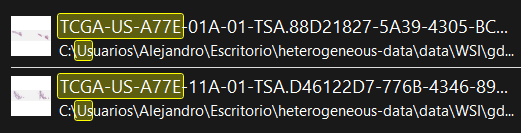 TCGA-US-A77E-01A-01-TSA.88D21827-5A39-4305-BC...
C:\Usuarios\Alejandro\Escritorio\heterogeneous-data\data\WSI\gd...
TCGA-US-A77E-11A-01-TSA.D46122D7-776B-4346-89...
C:\Usuarios\Alejandro\Escritorio\heterogeneous-data\data\WSI\gd...